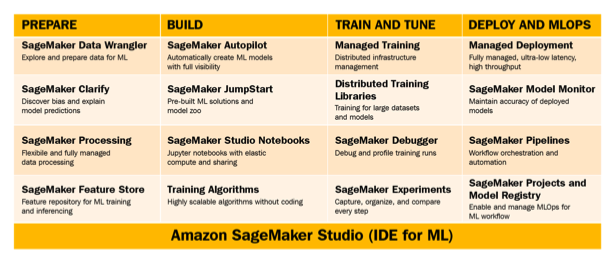 PREPARE
BUILD
TRAIN AND TUNE
DEPLOY AND MLOPS
SageMaker Data Wrangler
Explore and prepare data for ML
SageMaker Autopilot
Automatically create ML models
with full visibility
Managed Training
Distributed infrastructure
management
Managed Deployment
Fully managed, ultra-low latency,
high throughput
SageMaker Clarify
Discover bias and explain
model predictions
SageMaker JumpStart
Pre-built ML solutions and
model zoo
Distributed Training
Libraries
Training for large datasets
and models
SageMaker Model Monitor
Maintain accuracy of deployed
models
SageMaker Processing
Flexibile and fully managed
data processing
SageMaker Studio Notebooks
Jupyter notebooks with elastic
compute and sharing
SageMaker Debugger
Debug and profile training runs
SageMaker Pipelines
Workflow orchestration and
automation
SageMaker Feature Store
Feature repository for ML training
and inferencing
Training Algorithms
Highly scalable algorithms without coding
SageMaker Experiments
Capture, organize, and compare
every step
SageMaker Projects and
Model Registry
Enable and manage MLOps for
ML workflow
Amazon SageMaker Studio (IDE for ML)